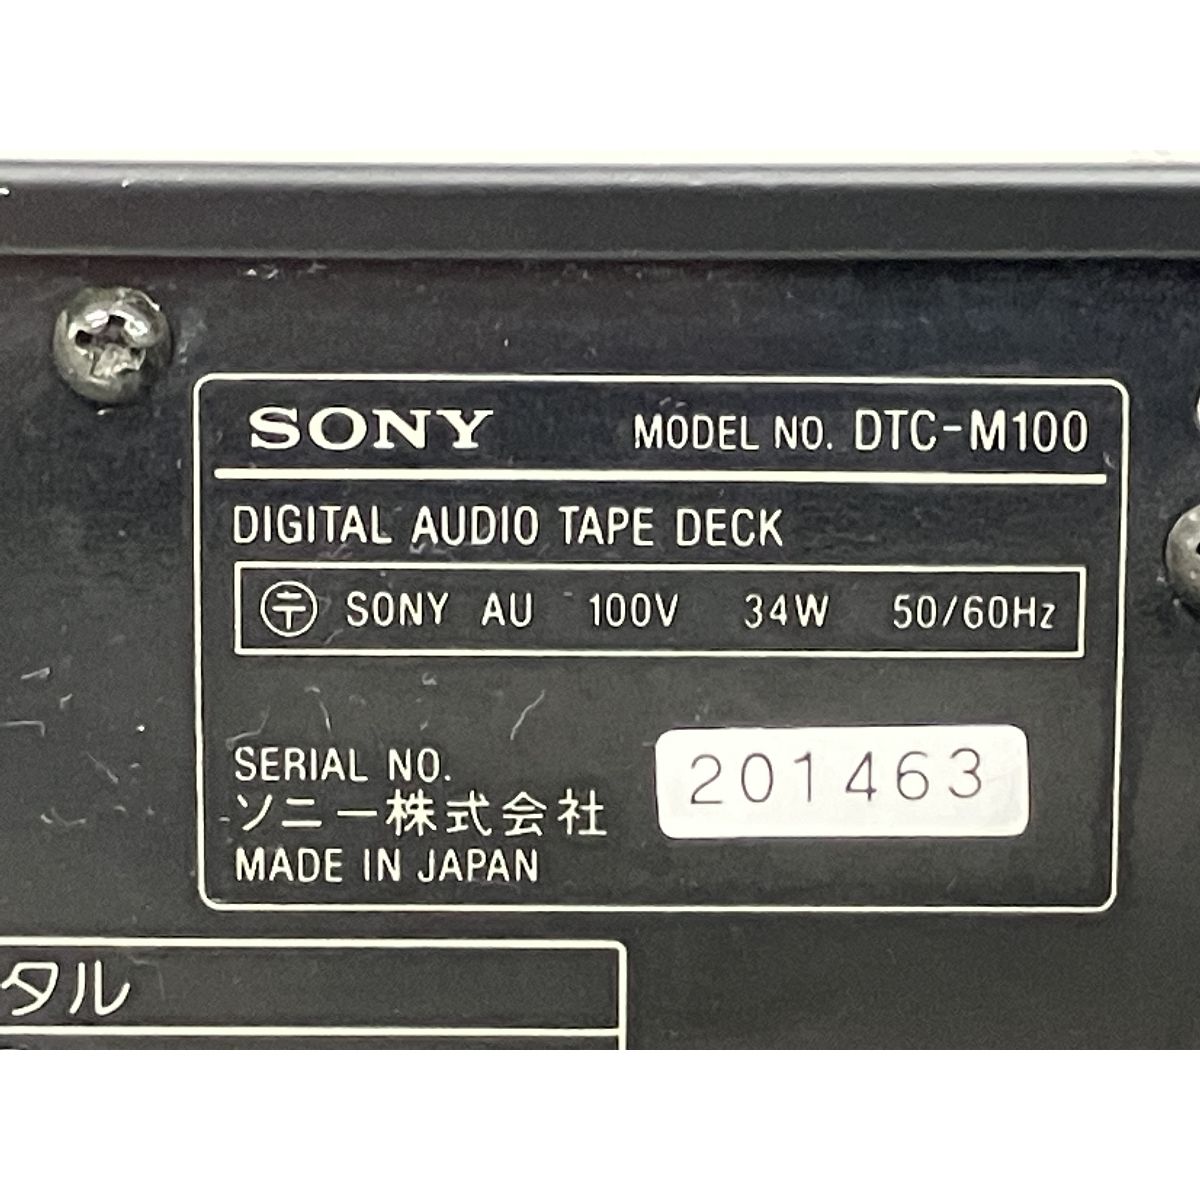 SONY MODEL NO. DTC-M100
DIGITAL AUDIO TAPE DECK
〒 SONY AU 100V 34W 50/60Hz
SERIAL NO. 201463
ソニー株式会社
MADE IN JAPAN
タル